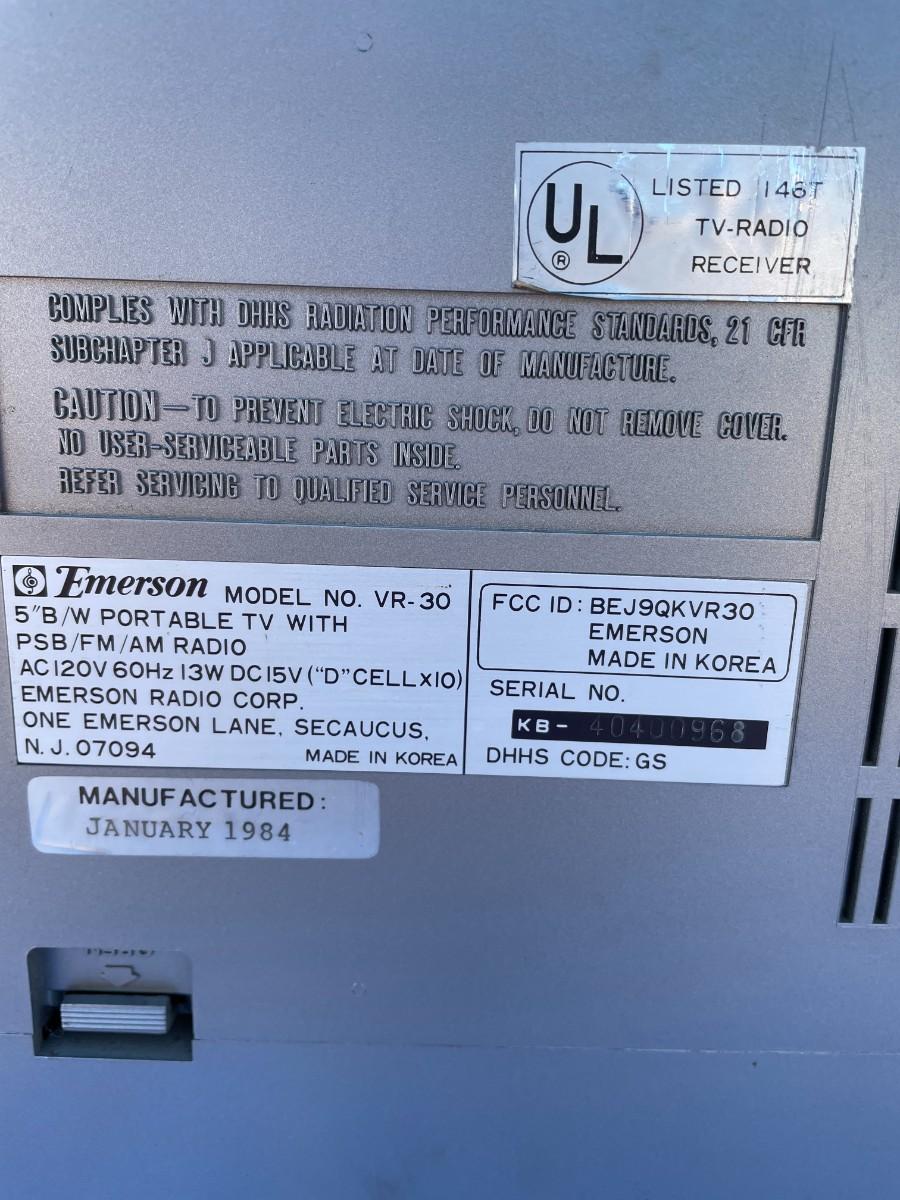 UL
®
LISTED 146T
TV-RADIO
RECEIVER
COMPLIES WITH DHHS RADIATION PERFORMANCE STANDARDS, 21 CFR
SUBCHAPTER J APPLICABLE AT DATE OF MANUFACTURE.
CAUTION—TO PREVENT ELECTRIC SHOCK, DO NOT REMOVE COVER.
NO USER-SERVICEABLE PARTS INSIDE.
REFER SERVICING TO QUALIFIED SERVICE PERSONNEL.
Emerson MODEL NO. VR-30
5″B/W PORTABLE TV WITH
PSB/FM/AM RADIO
AC120V 60Hz 13W DC15V ("D"CELL×10)
EMERSON RADIO CORP.
ONE EMERSON LANE, SECAUCUS,
N.J. 07094 MADE IN KOREA
FCC ID: BEJ9QKVR30
EMERSON
MADE IN KOREA
SERIAL NO.
KB- 40400968
DHHS CODE: GS
MANUFACTURED:
JANUARY 1984